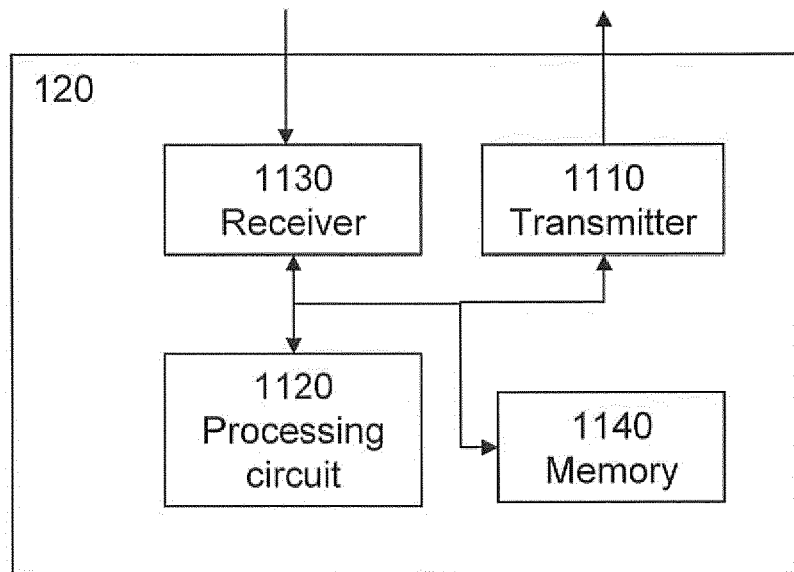 120
1130
Receiver
1110
Transmitter
1120
Processing
circuit
1140
Memory